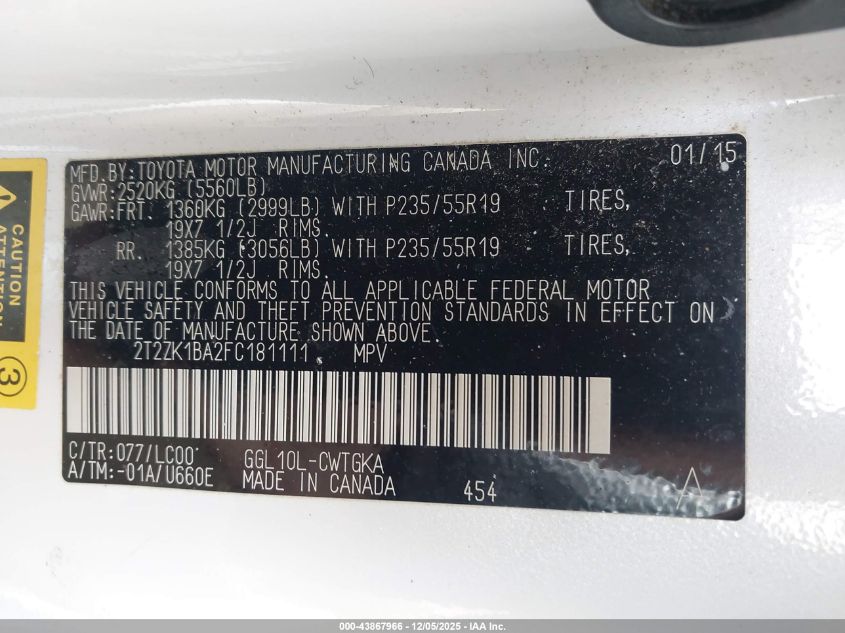 MFD.BY:TOYOTA MOTOR MANUFACTURING CANADA INC. 01/15
GVWR:2520KG (5560LB)
GAWR:FRT. 1360KG (2999LB) WITH P235/55R19 TIRES,
19X7 1/2J RIMS.
RR. 1385KG (3056LB) WITH P235/55R19 TIRES,
19X7 1/2J RIMS.
THIS VEHICLE CONFORMS TO ALL APPLICABLE FEDERAL MOTOR
VEHICLE SAFETY AND THEFT PREVENTION STANDARDS IN EFFECT ON
THE DATE OF MANUFACTURE SHOWN ABOVE.
2T2ZK1BA2FC181111 MPV
C/TR:077/LC00 GGL10L-CWTGKA
A/TM:-01A/U660E MADE IN CANADA 454 A
CAUTION
ATTENTION
3
000-43867966 - 12/05/2025 - IAA Inc.